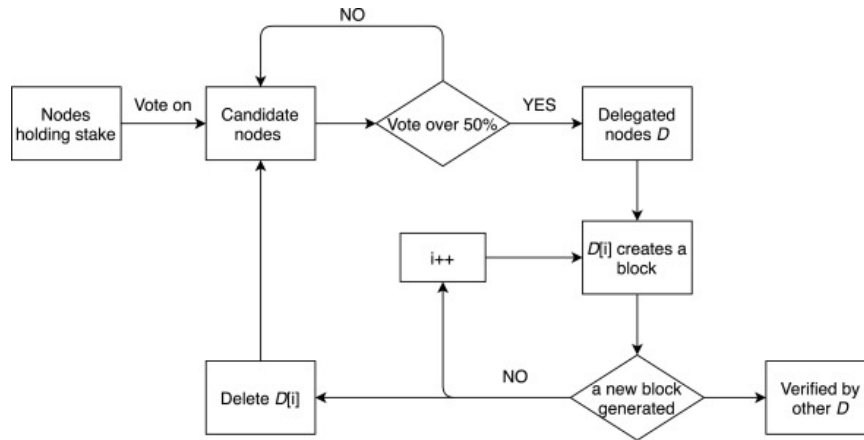 NO
Nodes
holding stake
Vote on
Candidate
nodes
Vote over 50%
YES
Delegated
nodes D
i++
D[i] creates a
block
Delete D[i]
NO
a new block
generated
Verified by
other D